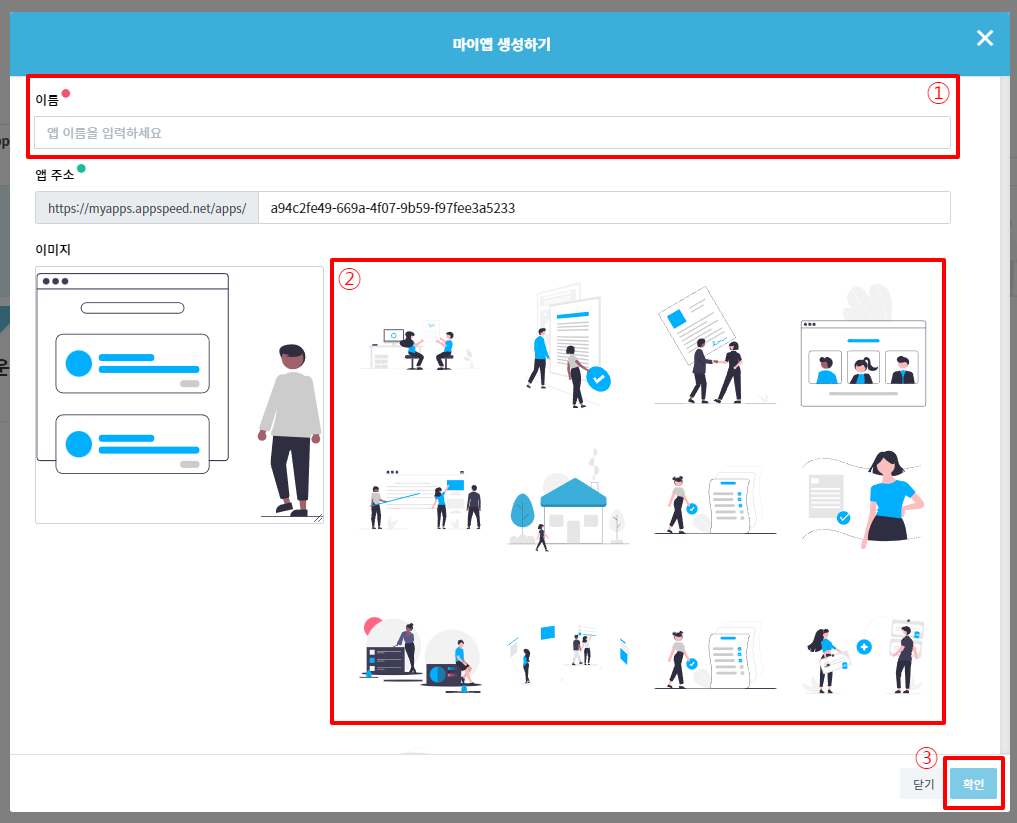 마이앱 생성하기
①
이름
앱 이름을 입력하세요
앱 주소
https://myapps.appspeed.net/apps/ a94c2fe49-669a-4f07-9b59-f97fee3a5233
이미지
②
③
닫기 확인